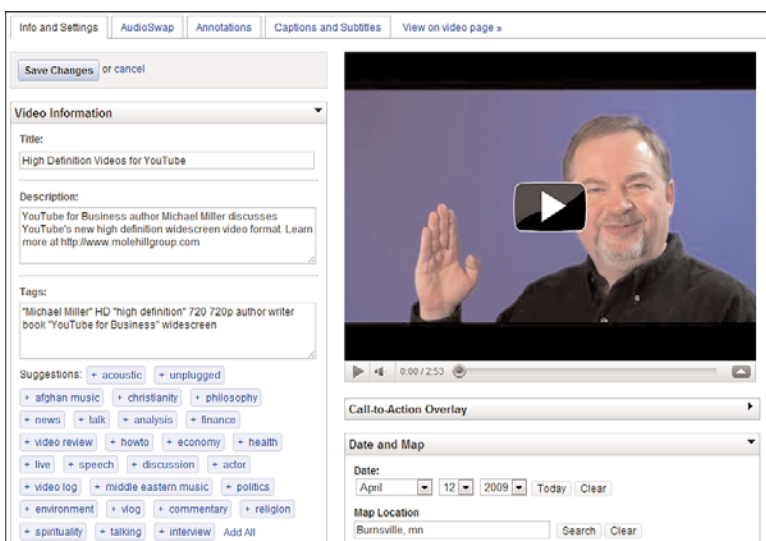 Info and Settings
AudioSwap
Annotations
Captions and Subtitles
View on video page »
Save Changes or cancel
Video Information
Title:
High Definition Videos for YouTube
Description:
YouTube for Business author Michael Miller discusses
YouTube's new high definition widescreen video format. Learn
more at http://www.molehillgroup.com
Tags:
"Michael Miller" HD "high definition" 720 720p author writer
book "YouTube for Business" widescreen
Suggestions: + acoustic + unplugged
+ afghan music + christianity + philosophy
+ news + talk + analysis + finance
+ video review + howto + economy + health
+ live + speech + discussion + actor
+ video log + middle eastern music + politics
+ environment + vlog + commentary + religion
+ spirituality + talking + interview Add All
0:00 / 2:53
Call-to-Action Overlay
Date and Map
Date:
April 12 2009 Today Clear
Map Location
Burnsville, mn Search Clear